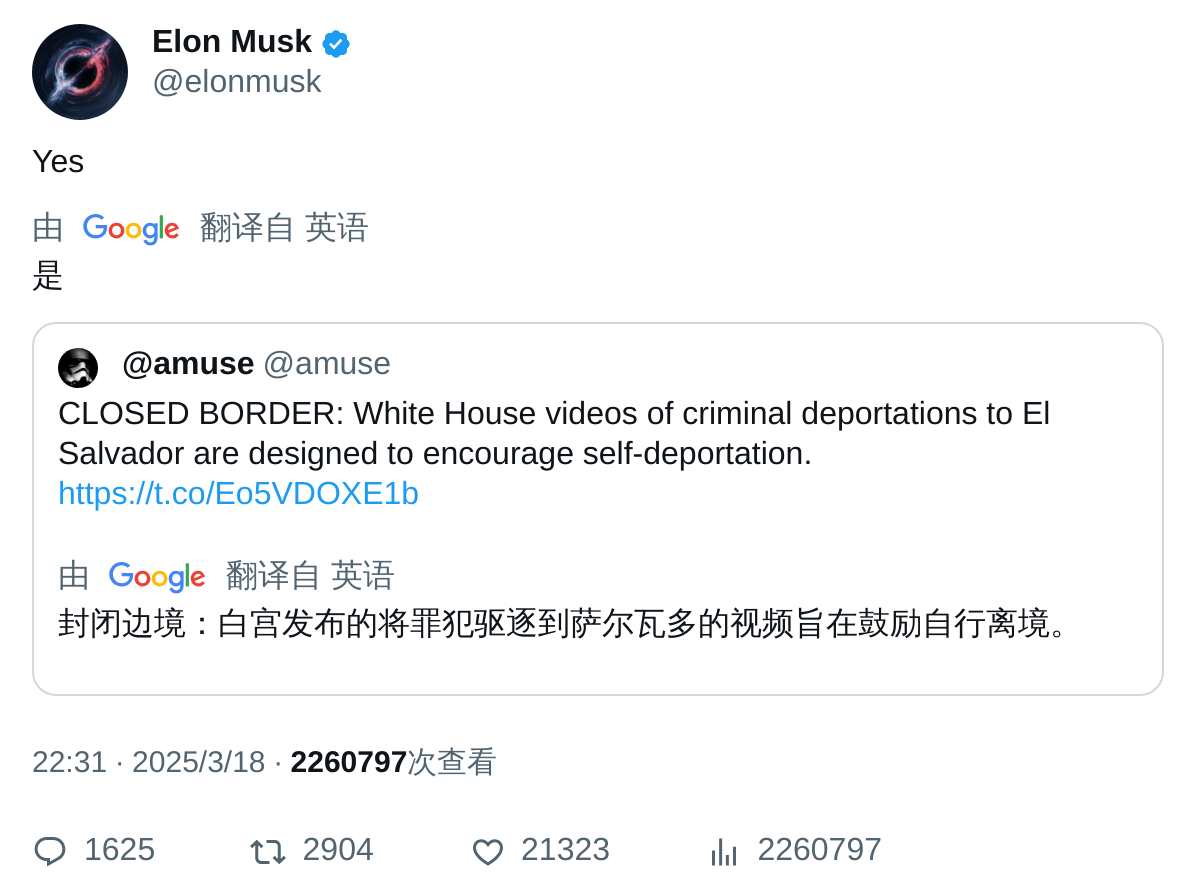 Elon Musk
@elonmusk
Yes
由 Google 翻译自 英语
是
@amuse @amuse
CLOSED BORDER: White House videos of criminal deportations to El
Salvador are designed to encourage self-deportation.
https://t.co/Eo5VDOXE1b
由 Google 翻译自 英语
封闭边境：白宫发布的将罪犯驱逐到萨尔瓦多的视频旨在鼓励自行离境。
22:31 · 2025/3/18 · 2260797次查看
1625 2904 21323 2260797